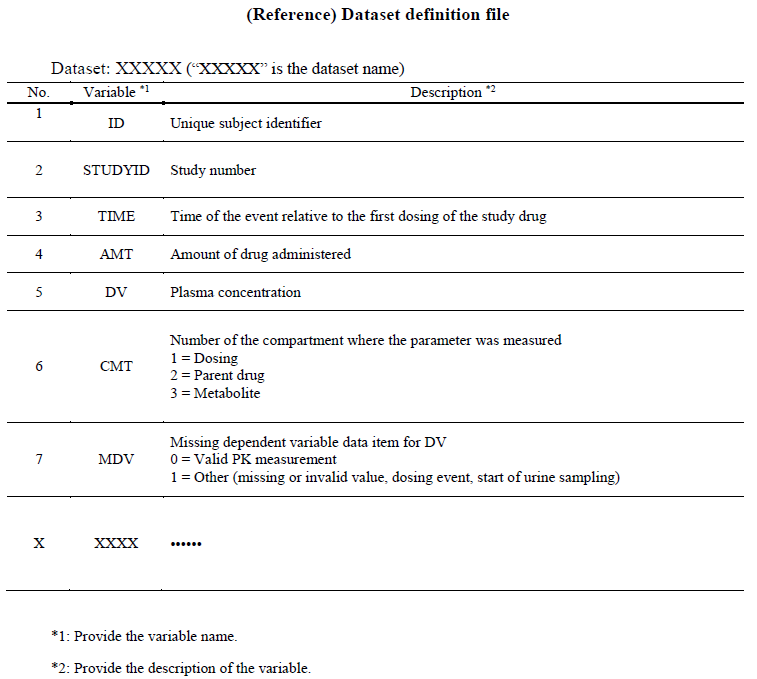 (Reference) Dataset definition file
Dataset: XXXXX (“XXXXX” is the dataset name)
No. Variable *1 Description *2
1 ID Unique subject identifier
2 STUDYID Study number
3 TIME Time of the event relative to the first dosing of the study drug
4 AMT Amount of drug administered
5 DV Plasma concentration
6 CMT Number of the compartment where the parameter was measured
1 = Dosing
2 = Parent drug
3 = Metabolite
7 MDV Missing dependent variable data item for DV
0 = Valid PK measurement
1 = Other (missing or invalid value, dosing event, start of urine sampling)
X XXXX ••••••
*1: Provide the variable name.
*2: Provide the description of the variable.